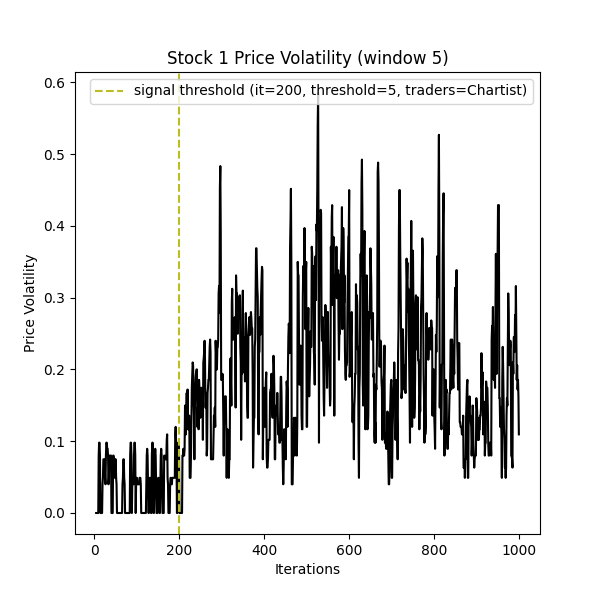 Stock 1 Price Volatility (window 5)
signal threshold (it=200, threshold=5, traders=Chartist)
0.6
0.5
0.4
0.3
0.2
0.1
0.0
Price Volatility
0 200 400 600 800 1000
Iterations